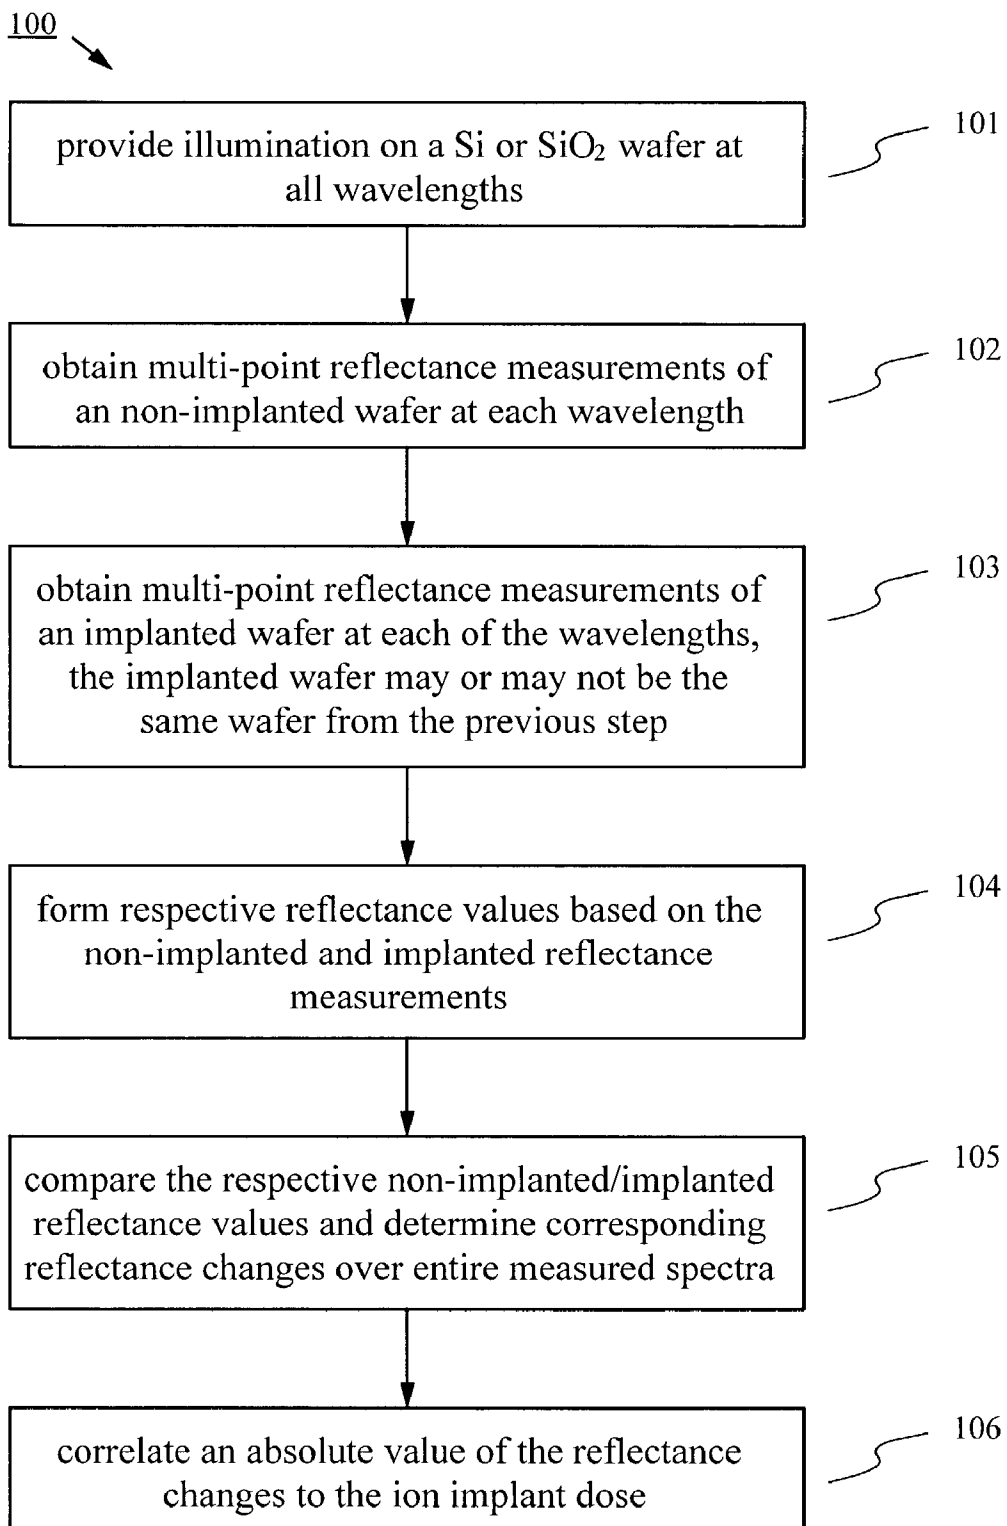 100
provide illumination on a Si or SiO₂ wafer at
all wavelengths
101
obtain multi-point reflectance measurements of
an non-implanted wafer at each wavelength
102
obtain multi-point reflectance measurements of
an implanted wafer at each of the wavelengths,
the implanted wafer may or may not be the
same wafer from the previous step
103
form respective reflectance values based on the
non-implanted and implanted reflectance
measurements
104
compare the respective non-implanted/implanted
reflectance values and determine corresponding
reflectance changes over entire measured spectra
105
correlate an absolute value of the reflectance
changes to the ion implant dose
106